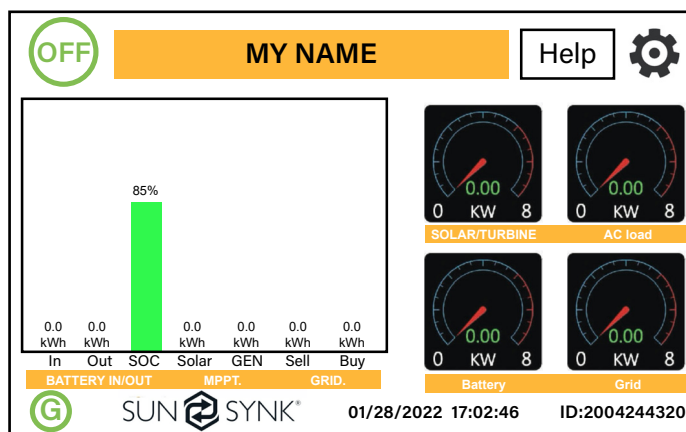 OFF MY NAME Help
85%
0.0 0.0 0.0 0.0 0.0 0.0
kWh kWh kWh kWh kWh kWh
In Out SOC Solar GEN Sell Buy
BATTERY IN/OUT MPPT. GRID.
0.00
0 KW 8
SOLAR/TURBINE
0.00
0 KW 8
AC load
0.00
0 KW 8
Battery
0.00
0 KW 8
Grid
G SUN SYNK® 01/28/2022 17:02:46 ID:2004244320